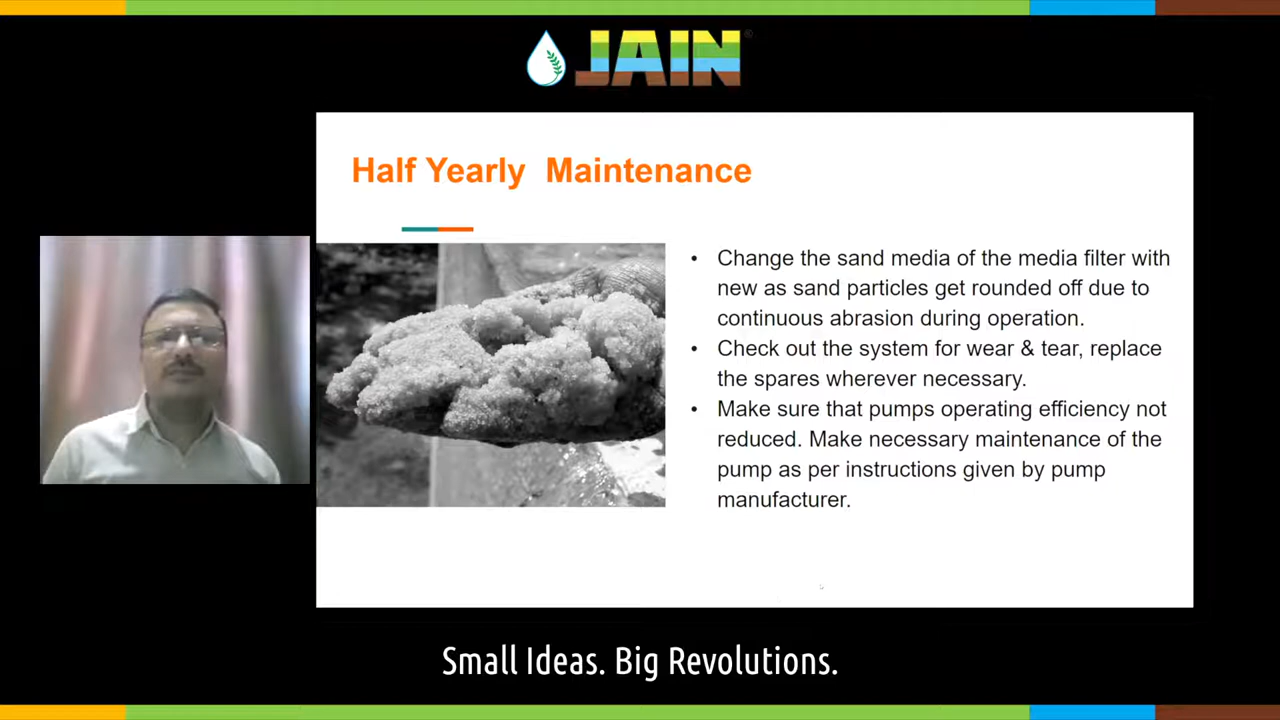 JAIN
Half Yearly Maintenance
• Change the sand media of the media filter with
new as sand particles get rounded off due to
continuous abrasion during operation.
• Check out the system for wear & tear, replace
the spares wherever necessary.
• Make sure that pumps operating efficiency not
reduced. Make necessary maintenance of the
pump as per instructions given by pump
manufacturer.
Small Ideas. Big Revolutions.